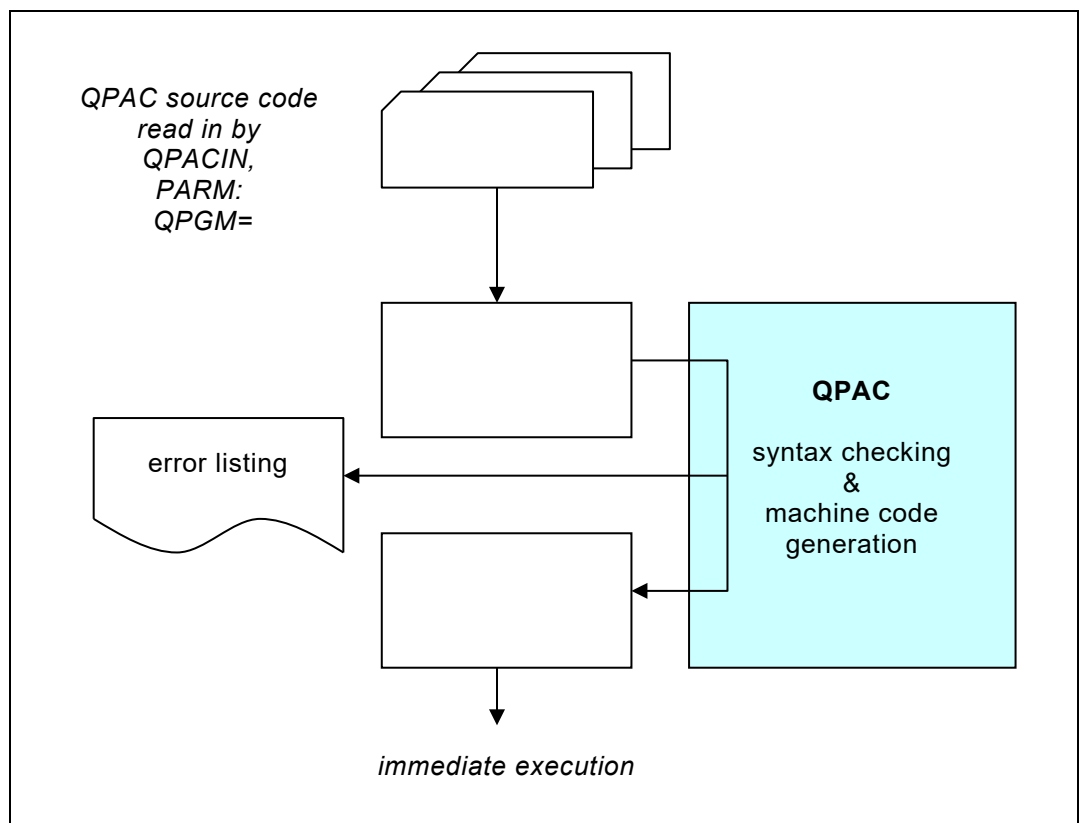 QPAC source code
read in by
QPACIN,
PARM:
QPGM=
QPAC
syntax checking
&
machine code
generation
error listing
immediate execution